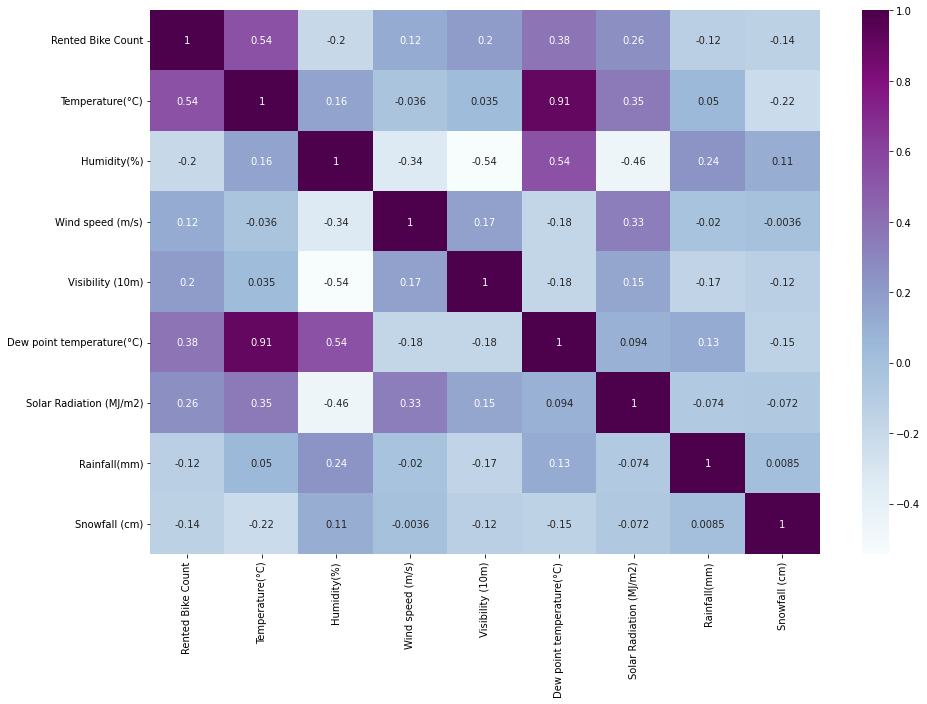 Rented Bike Count 1 0.54 -0.2 0.12 0.2 0.38 0.26 -0.12 -0.14
Temperature(°C) 0.54 1 0.16 -0.036 0.035 0.91 0.35 0.05 -0.22
Humidity(%) -0.2 0.16 1 -0.34 -0.54 0.54 -0.46 0.24 0.11
Wind speed (m/s) 0.12 -0.036 -0.34 1 0.17 -0.18 0.33 -0.02 -0.0036
Visibility (10m) 0.2 0.035 -0.54 0.17 1 -0.18 0.15 -0.17 -0.12
Dew point temperature(°C) 0.38 0.91 0.54 -0.18 -0.18 1 0.094 0.13 -0.15
Solar Radiation (MJ/m2) 0.26 0.35 -0.46 0.33 0.15 0.094 1 -0.074 -0.072
Rainfall(mm) -0.12 0.05 0.24 -0.02 -0.17 0.13 -0.074 1 0.0085
Snowfall (cm) -0.14 -0.22 0.11 -0.0036 -0.12 -0.15 -0.072 0.0085 1
Rented Bike Count
Temperature(°C)
Humidity(%)
Wind speed (m/s)
Visibility (10m)
Dew point temperature(°C)
Solar Radiation (MJ/m2)
Rainfall(mm)
Snowfall (cm)
1.0
0.8
0.6
0.4
0.2
0.0
-0.2
-0.4